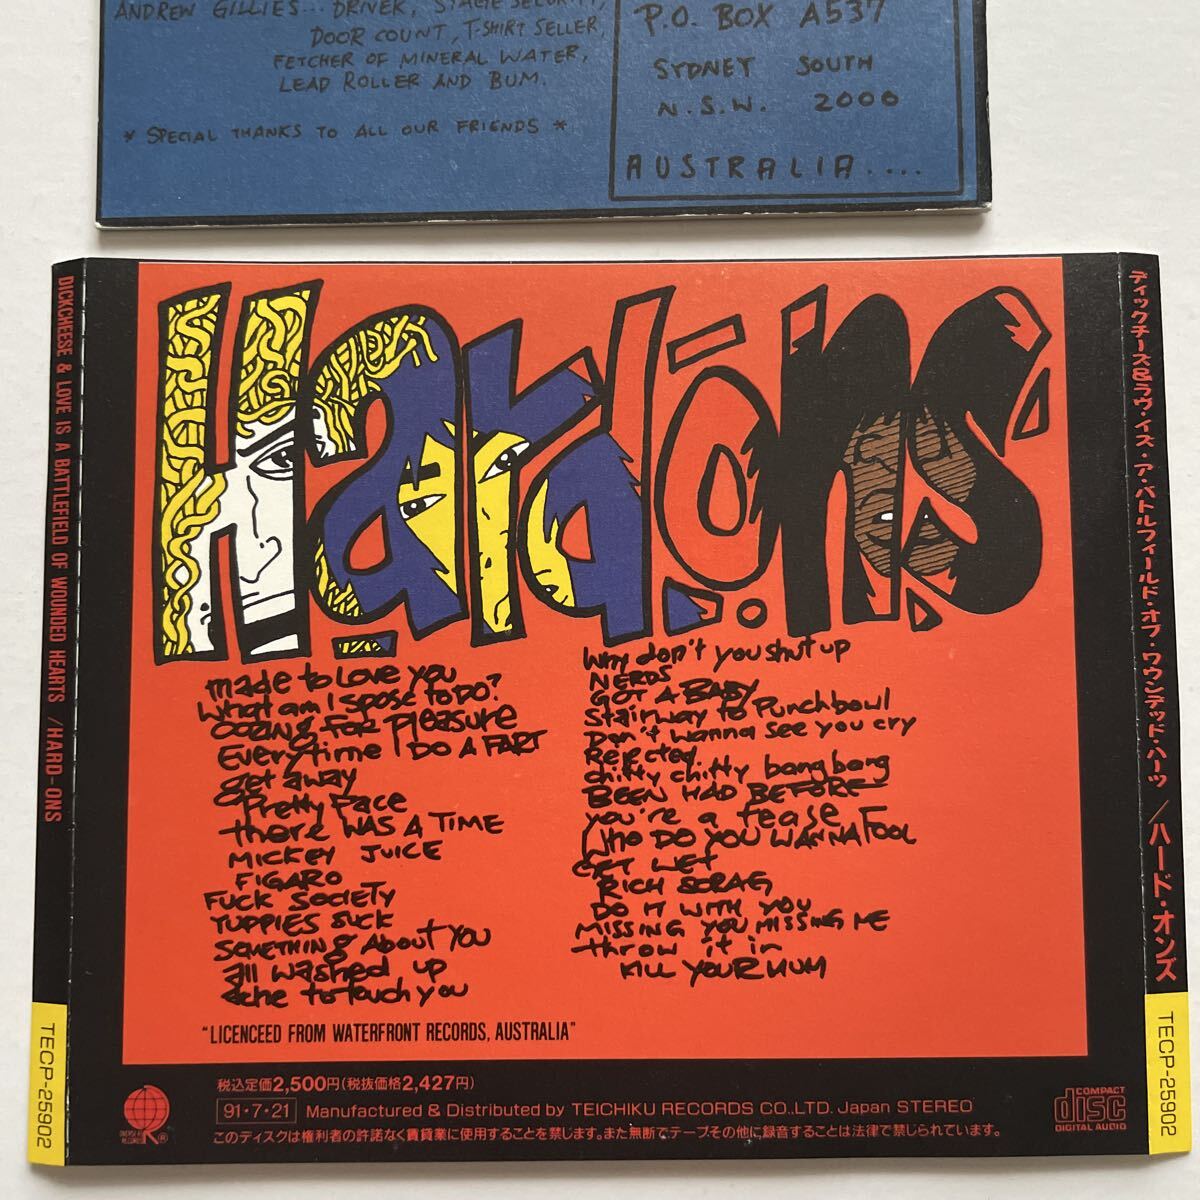 ANDREW GILLIES... DRIVER, STAGE SECURITY,
DOOR COUNT, T-SHIRT SELLER,
FETCHER OF MINERAL WATER,
LEAD ROLLER AND BUM.
* SPECIAL THANKS TO ALL OUR FRIENDS *
P.O. BOX A537
SYDNEY SOUTH
N.S.W. 2000
AUSTRALIA....
DICKCHEESE & LOVE IS A BATTLEFIELD OF WOUNDED HEARTS / HARD-ONS
TECP-25902
Hard-ons
made to Love you
What am I spose to do?
Oozing for pleasure
Everytime I DO A FART
get away
Pretty Face
there WAS A TIME
MICKEY JUICE
FIGARO
FUCK SOCIETY
YUPPIES SUCK
SOMETHING About YOU
all washed up
ache to touch you
Why don't you shut up
NERDS
GOT A BABY
Stairway to Punchbowl
Don't wanna see you cry
Rejected
chitty chitty bang bang
BEEN HAD BEFORE
you're a tease
WHO DO YOU WANNA FOOL
GET WET
RICH SCRAG
DO IT WITH YOU
MISSING YOU MISSING ME
throw it in
KILL YOUR MUM
"LICENCEED FROM WATERFRONT RECORDS, AUSTRALIA"
税込定価2,500円(税抜価格2,427円)
91・7・21 Manufactured & Distributed by TEICHIKU RECORDS CO.,LTD. Japan STEREO
このディスクは権利者の許諾なく賃貸業に使用することを禁じます。また無断でテープその他に録音することは法律で禁じられています。
COMPACT
disc
DIGITAL AUDIO
ディックチーズ&ラヴ・イズ・ア・バトルフィールド・オブ・ワウンデッド・ハーツ / ハード・オンズ
TECP-25902